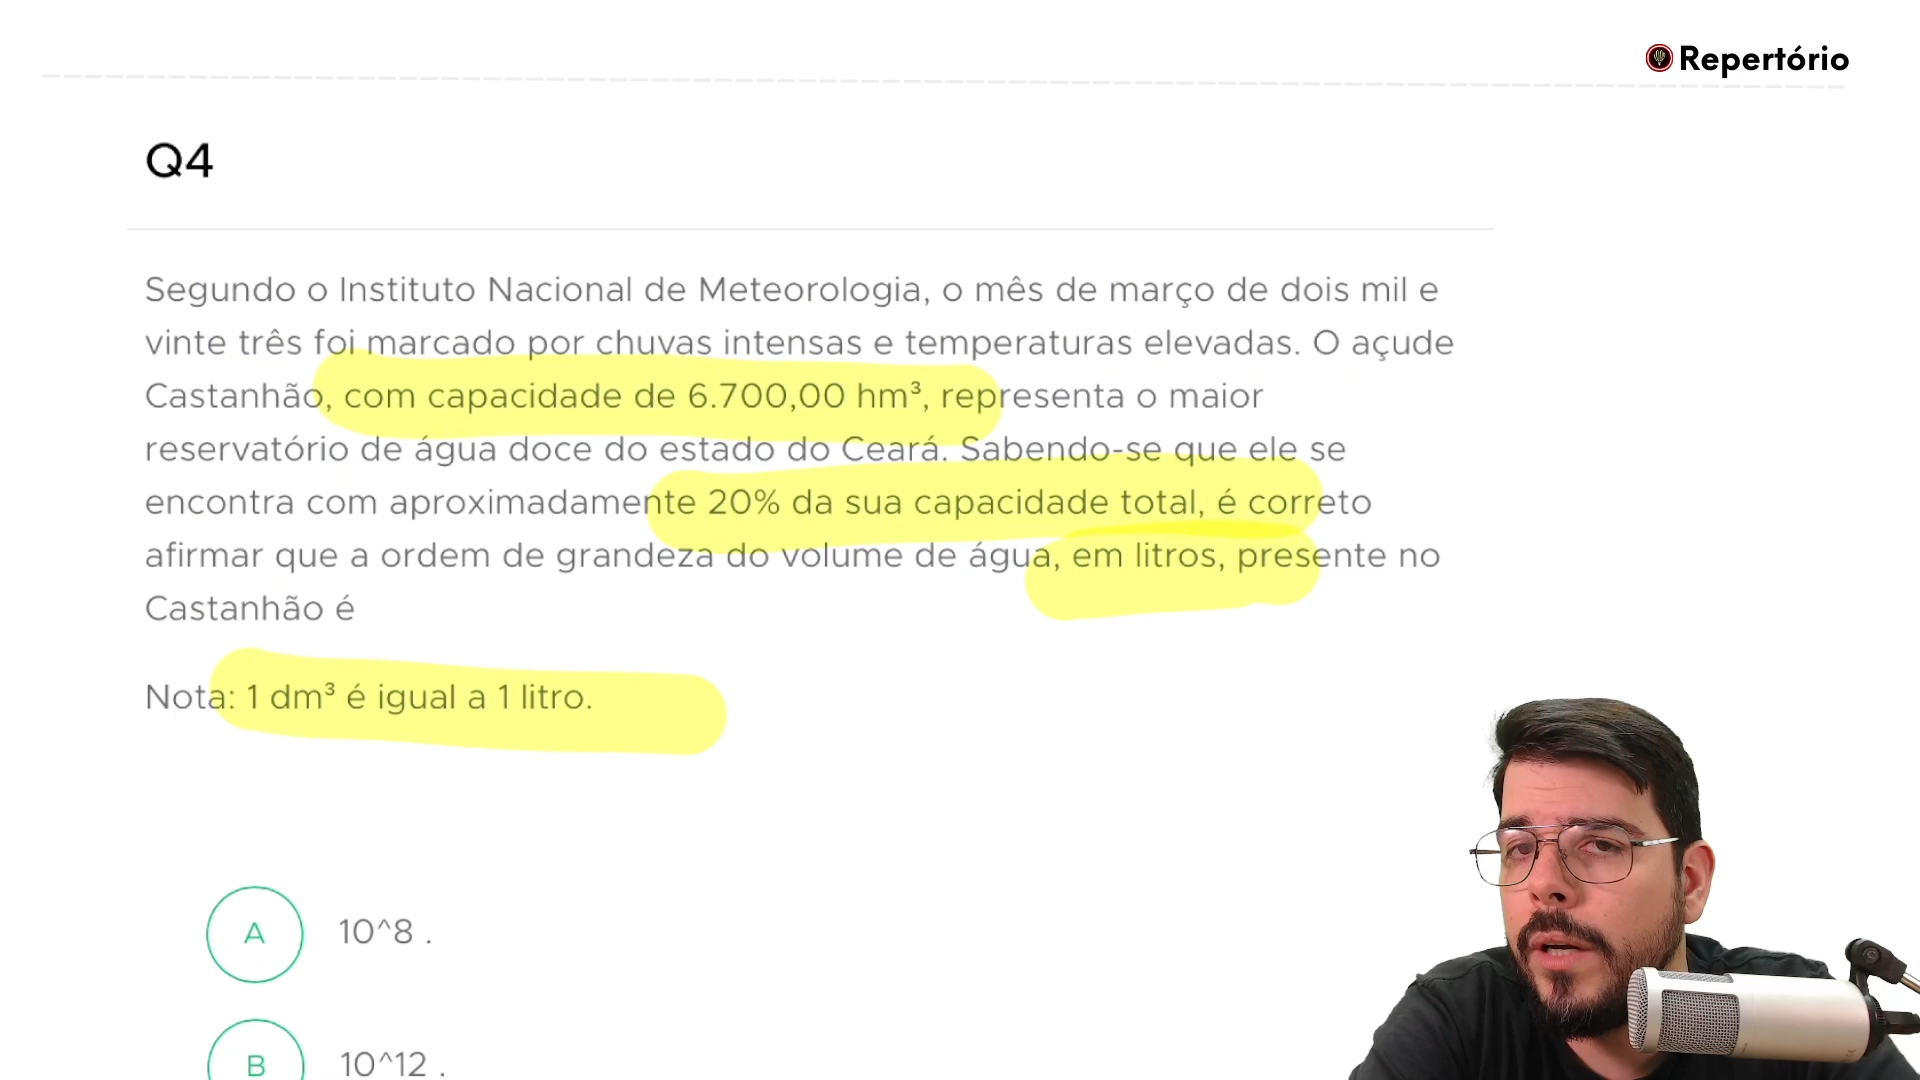 Repertório
Q4
Segundo o Instituto Nacional de Meteorologia, o mês de março de dois mil e
vinte três foi marcado por chuvas intensas e temperaturas elevadas. O açude
Castanhão, com capacidade de 6.700,00 hm³, representa o maior
reservatório de água doce do estado do Ceará. Sabendo-se que ele se
encontra com aproximadamente 20% da sua capacidade total, é correto
afirmar que a ordem de grandeza do volume de água, em litros, presente no
Castanhão é
Nota: 1 dm³ é igual a 1 litro.
A 10^8 .
B 10^12 .